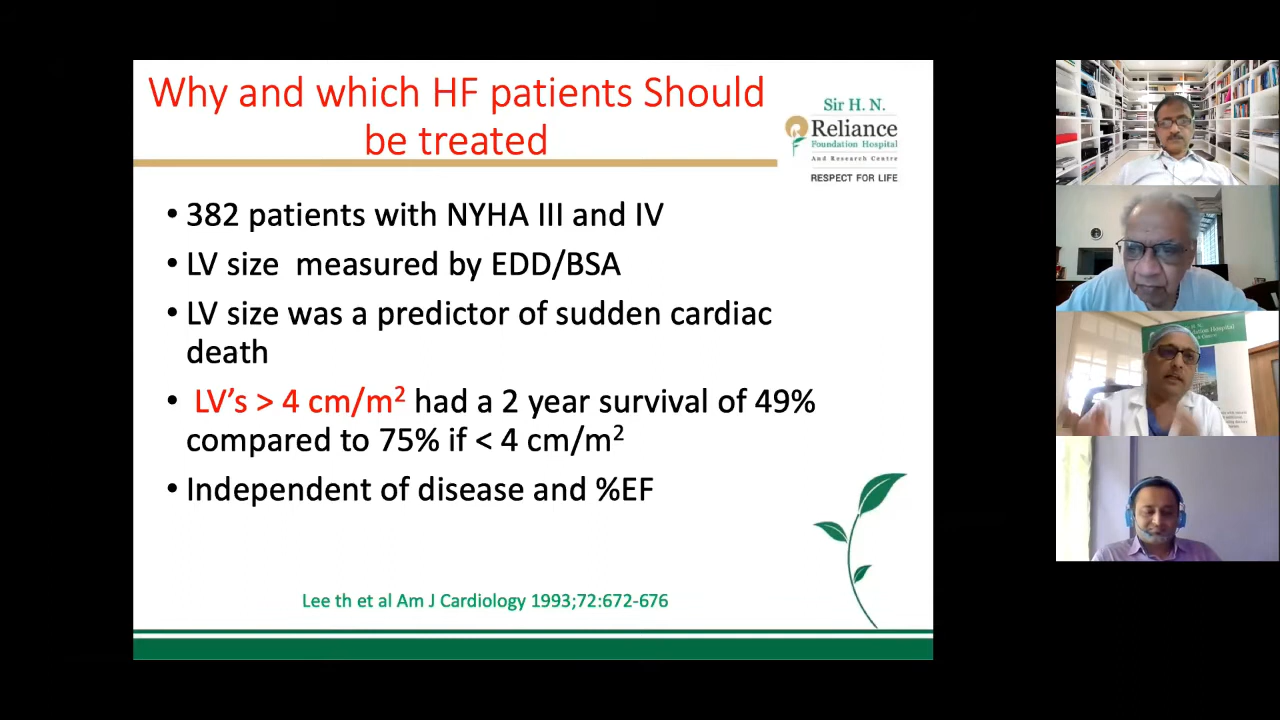 Why and which HF patients Should
be treated
Sir H. N.
Reliance
Foundation Hospital
And Research Centre
RESPECT FOR LIFE
• 382 patients with NYHA III and IV
• LV size measured by EDD/BSA
• LV size was a predictor of sudden cardiac
death
• LV's > 4 cm/m² had a 2 year survival of 49%
compared to 75% if < 4 cm/m²
• Independent of disease and %EF
Lee th et al Am J Cardiology 1993;72:672-676